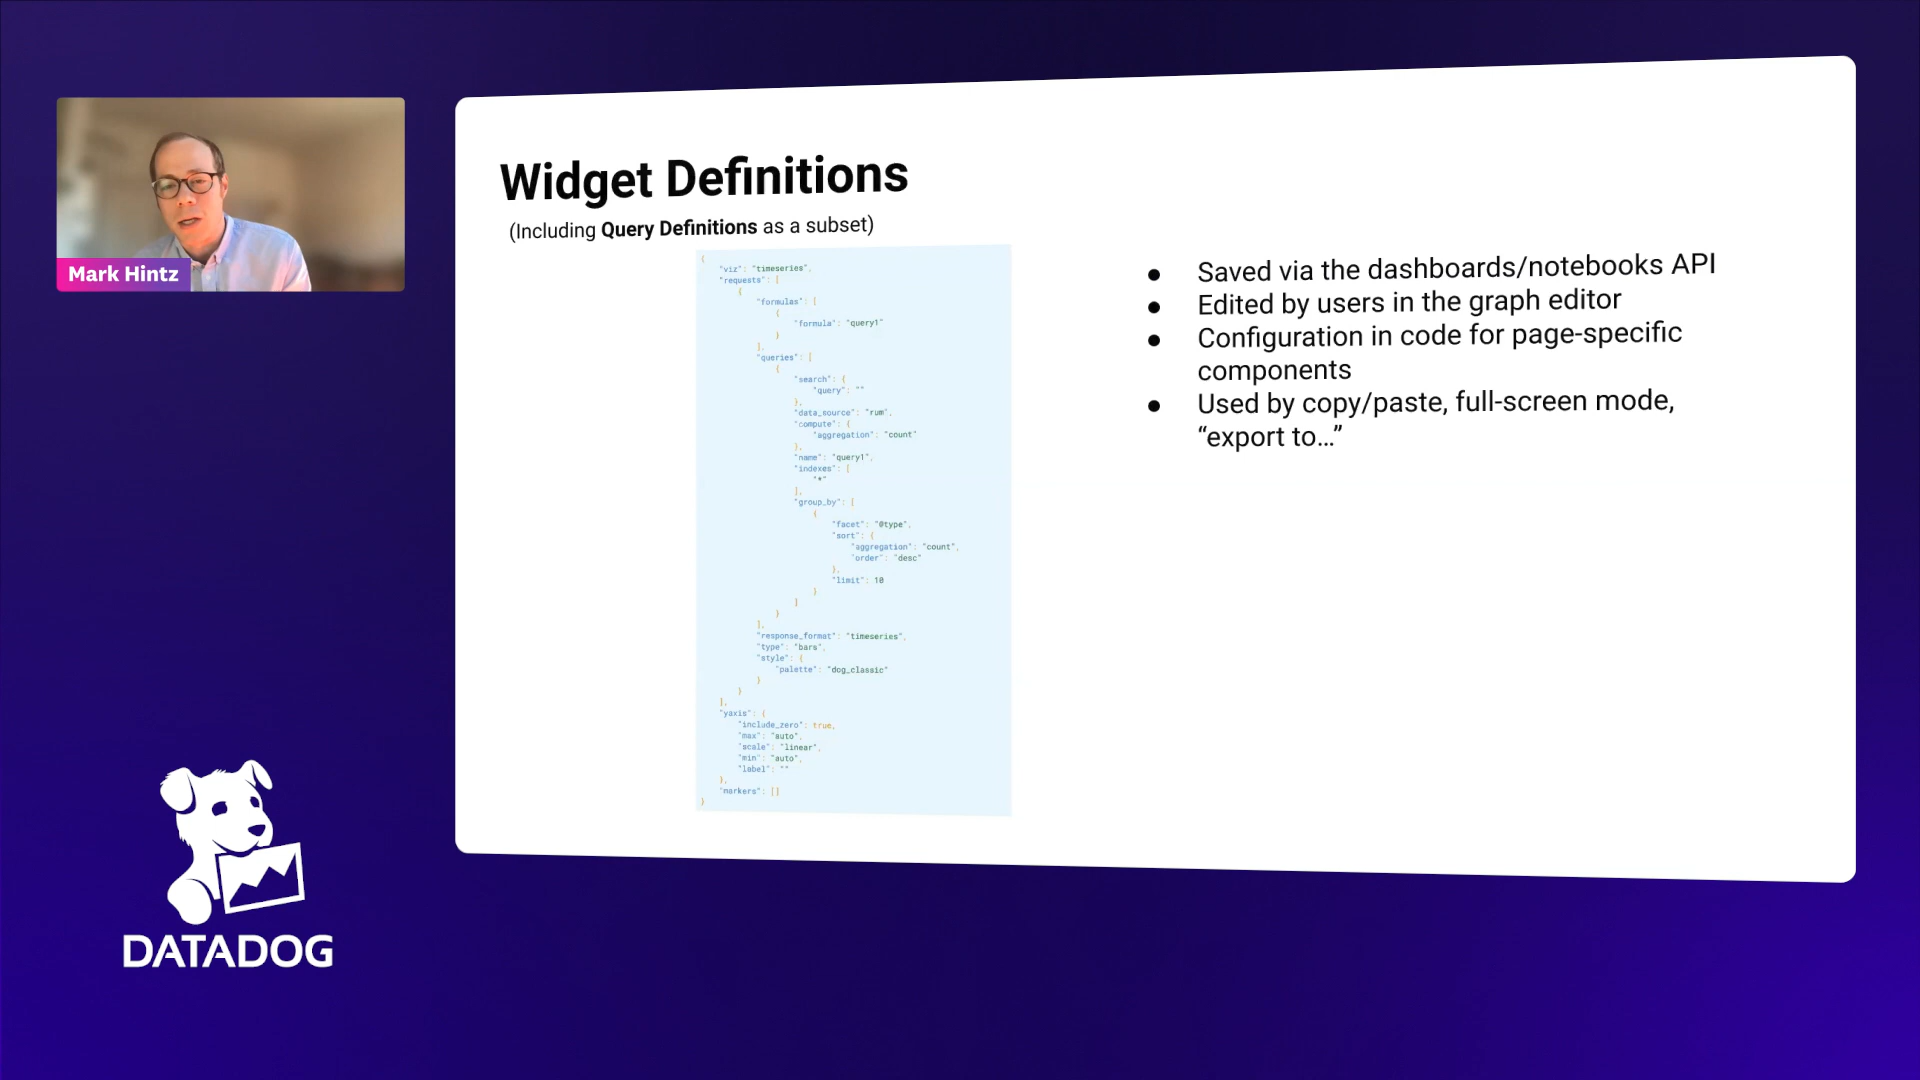 Mark Hintz
DATADOG
Widget Definitions
(Including Query Definitions as a subset)
{
"viz": "timeseries",
"requests": [
{
"formulas": [
{
"formula": "query1"
}
],
"queries": [
{
"search": {
"query": ""
},
"data_source": "rum",
"compute": {
"aggregation": "count"
},
"name": "query1",
"indexes": [
"*"
],
"group_by": [
{
"facet": "@type",
"sort": {
"aggregation": "count",
"order": "desc"
},
"limit": 10
}
]
}
],
"response_format": "timeseries",
"type": "bars",
"style": {
"palette": "dog_classic"
}
}
],
"yaxis": {
"include_zero": true,
"max": "auto",
"scale": "linear",
"min": "auto",
"label": ""
},
"markers": []
}
● Saved via the dashboards/notebooks API
● Edited by users in the graph editor
● Configuration in code for page-specific
components
● Used by copy/paste, full-screen mode,
“export to…”